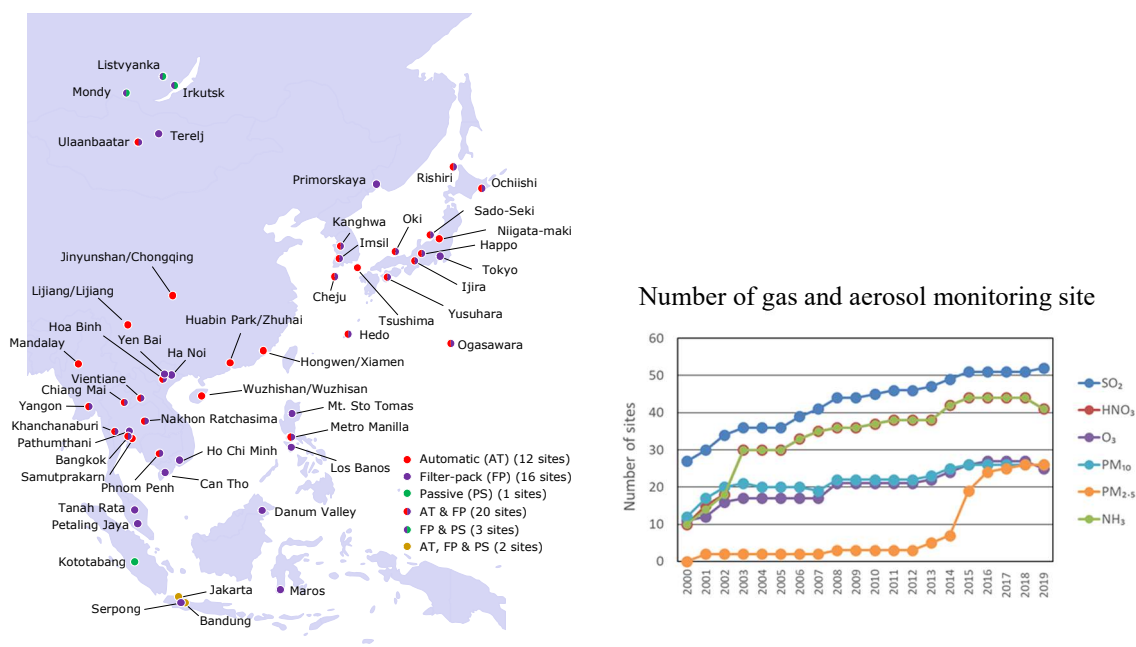 Listvyanka
Mondy
Irkutsk
Ulaanbaatar
Terelj
Primorskaya
Rishiri
Ochiishi
Kanghwa
Oki
Sado-Seki
Niigata-maki
Imsil
Happo
Jinyunshan/Chongqing
Tokyo
Ijira
Lijiang/Lijiang
Cheju
Yusuhara
Huabin Park/Zhuhai
Tsushima
Hoa Binh
Yen Bai
Hedo
Mandalay
Ha Noi
Ogasawara
Hongwen/Xiamen
Vientiane
Chiang Mai
Wuzhishan/Wuzhisan
Yangon
Mt. Sto Tomas
Nakhon Ratchasima
Khanchanaburi
Metro Manilla
Pathumthani
Bangkok
Ho Chi Minh
Los Banos
Samutprakarn
Phnom Penh
Can Tho
Tanah Rata
Danum Valley
Petaling Jaya
Kototabang
Jakarta
Maros
Serpong
Bandung
Automatic (AT) (12 sites)
Filter-pack (FP) (16 sites)
Passive (PS) (1 sites)
AT & FP (20 sites)
FP & PS (3 sites)
AT, FP & PS (2 sites)
Number of gas and aerosol monitoring site
Number of sites
60
50
40
30
20
10
0
2000
2001
2002
2003
2004
2005
2006
2007
2008
2009
2010
2011
2012
2013
2014
2015
2016
2017
2018
2019
SO₂
HNO₃
O₃
PM₁₀
PM₂.₅
NH₃